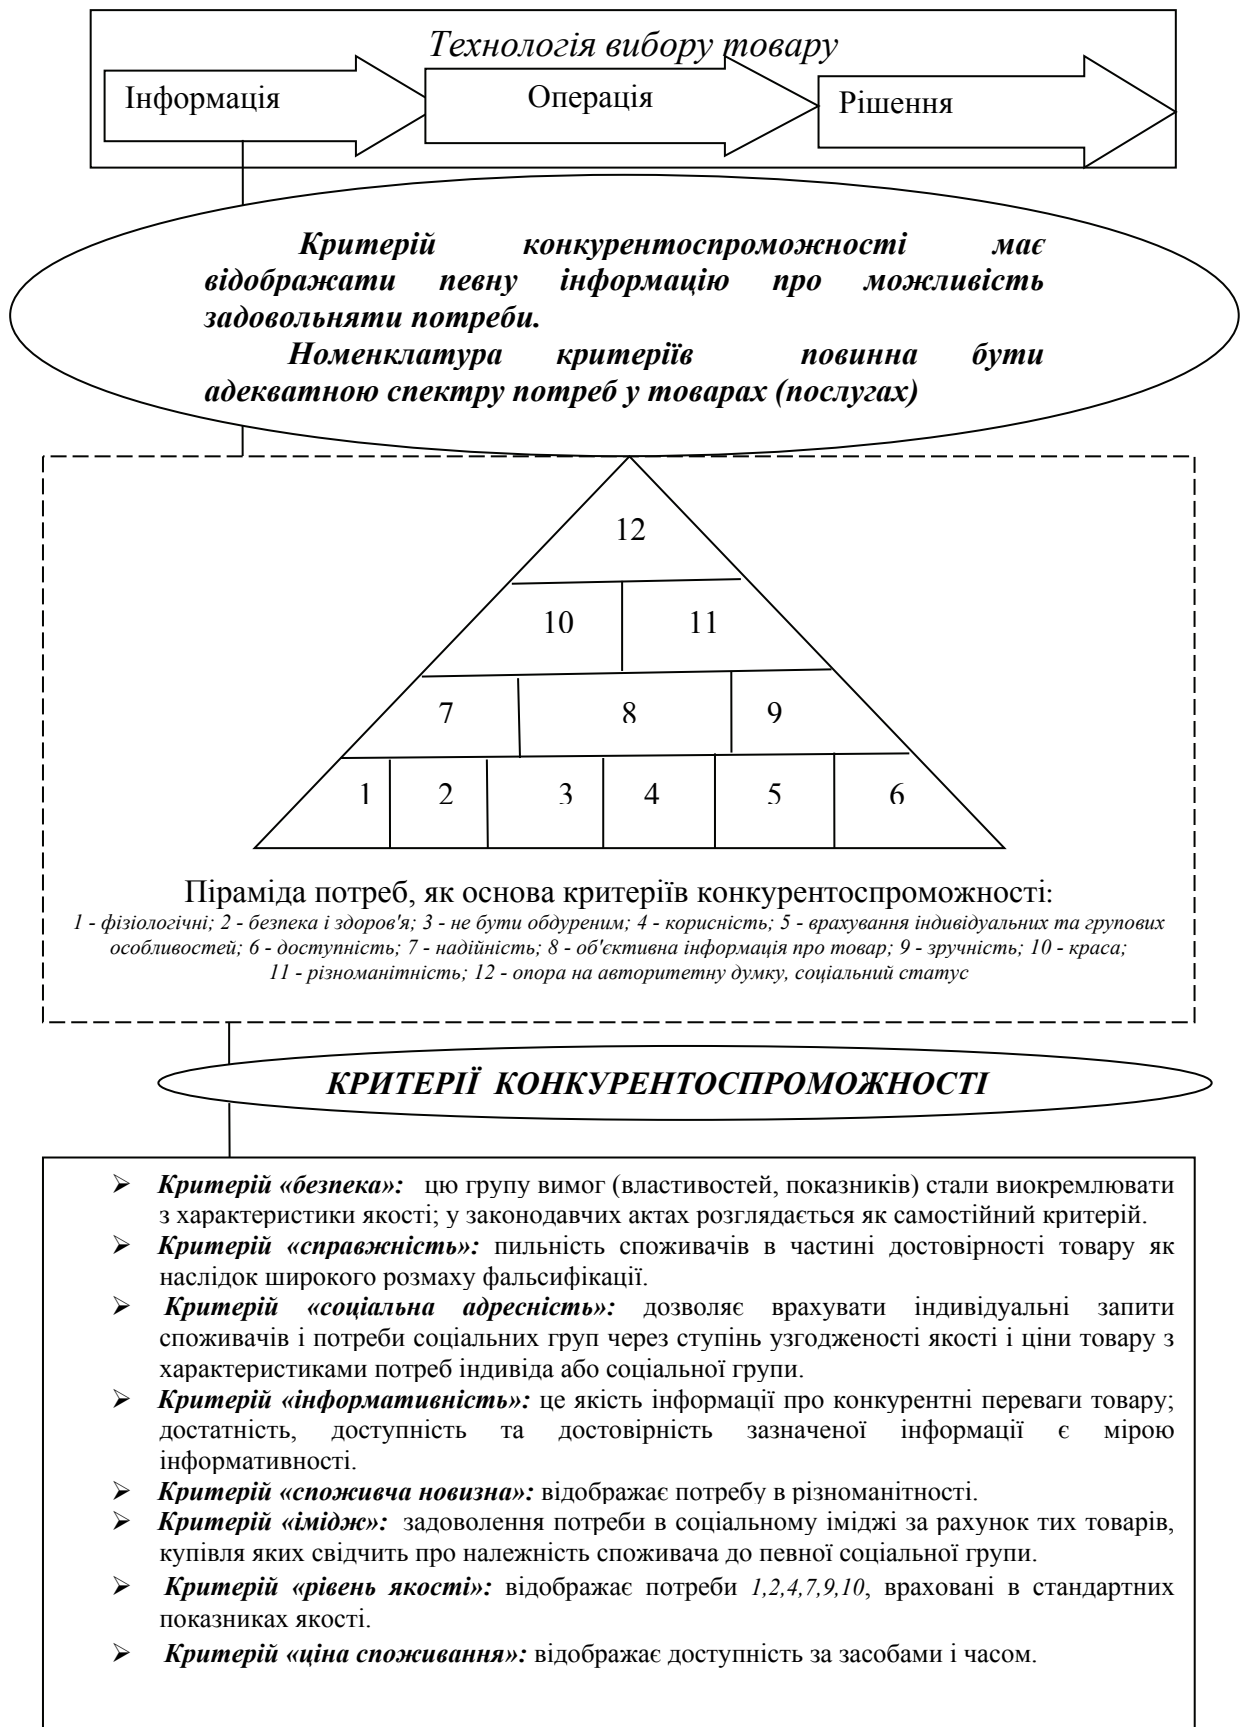 Технологія вибору товару
Інформація
Операція
Рішення
Критерій конкурентоспроможності має
відображати певну інформацію про можливість
задовольняти потреби.
Номенклатура критеріїв повинна бути
адекватною спектру потреб у товарах (послугах)
12
10 11
7 8 9
1 2 3 4 5 6
Піраміда потреб, як основа критеріїв конкурентоспроможності:
1 - фізіологічні; 2 - безпека і здоров'я; 3 - не бути обдуреним; 4 - корисність; 5 - врахування індивідуальних та групових
особливостей; 6 - доступність; 7 - надійність; 8 - об'єктивна інформація про товар; 9 - зручність; 10 - краса;
11 - різноманітність; 12 - опора на авторитетну думку, соціальний статус
КРИТЕРІЇ КОНКУРЕНТОСПРОМОЖНОСТІ
➢ Критерій «безпека»: цю групу вимог (властивостей, показників) стали виокремлювати
з характеристики якості; у законодавчих актах розглядається як самостійний критерій.
➢ Критерій «справжність»: пильність споживачів в частині достовірності товару як
наслідок широкого розмаху фальсифікації.
➢ Критерій «соціальна адресність»: дозволяє врахувати індивідуальні запити
споживачів і потреби соціальних груп через ступінь узгодженості якості і ціни товару з
характеристиками потреб індивіда або соціальної групи.
➢ Критерій «інформативність»: це якість інформації про конкурентні переваги товару;
достатність, доступність та достовірність зазначеної інформації є мірою
інформативності.
➢ Критерій «споживча новизна»: відображає потребу в різноманітності.
➢ Критерій «імідж»: задоволення потреби в соціальному іміджі за рахунок тих товарів,
купівля яких свідчить про належність споживача до певної соціальної групи.
➢ Критерій «рівень якості»: відображає потреби 1,2,4,7,9,10, враховані в стандартних
показниках якості.
➢ Критерій «ціна споживання»: відображає доступність за засобами і часом.